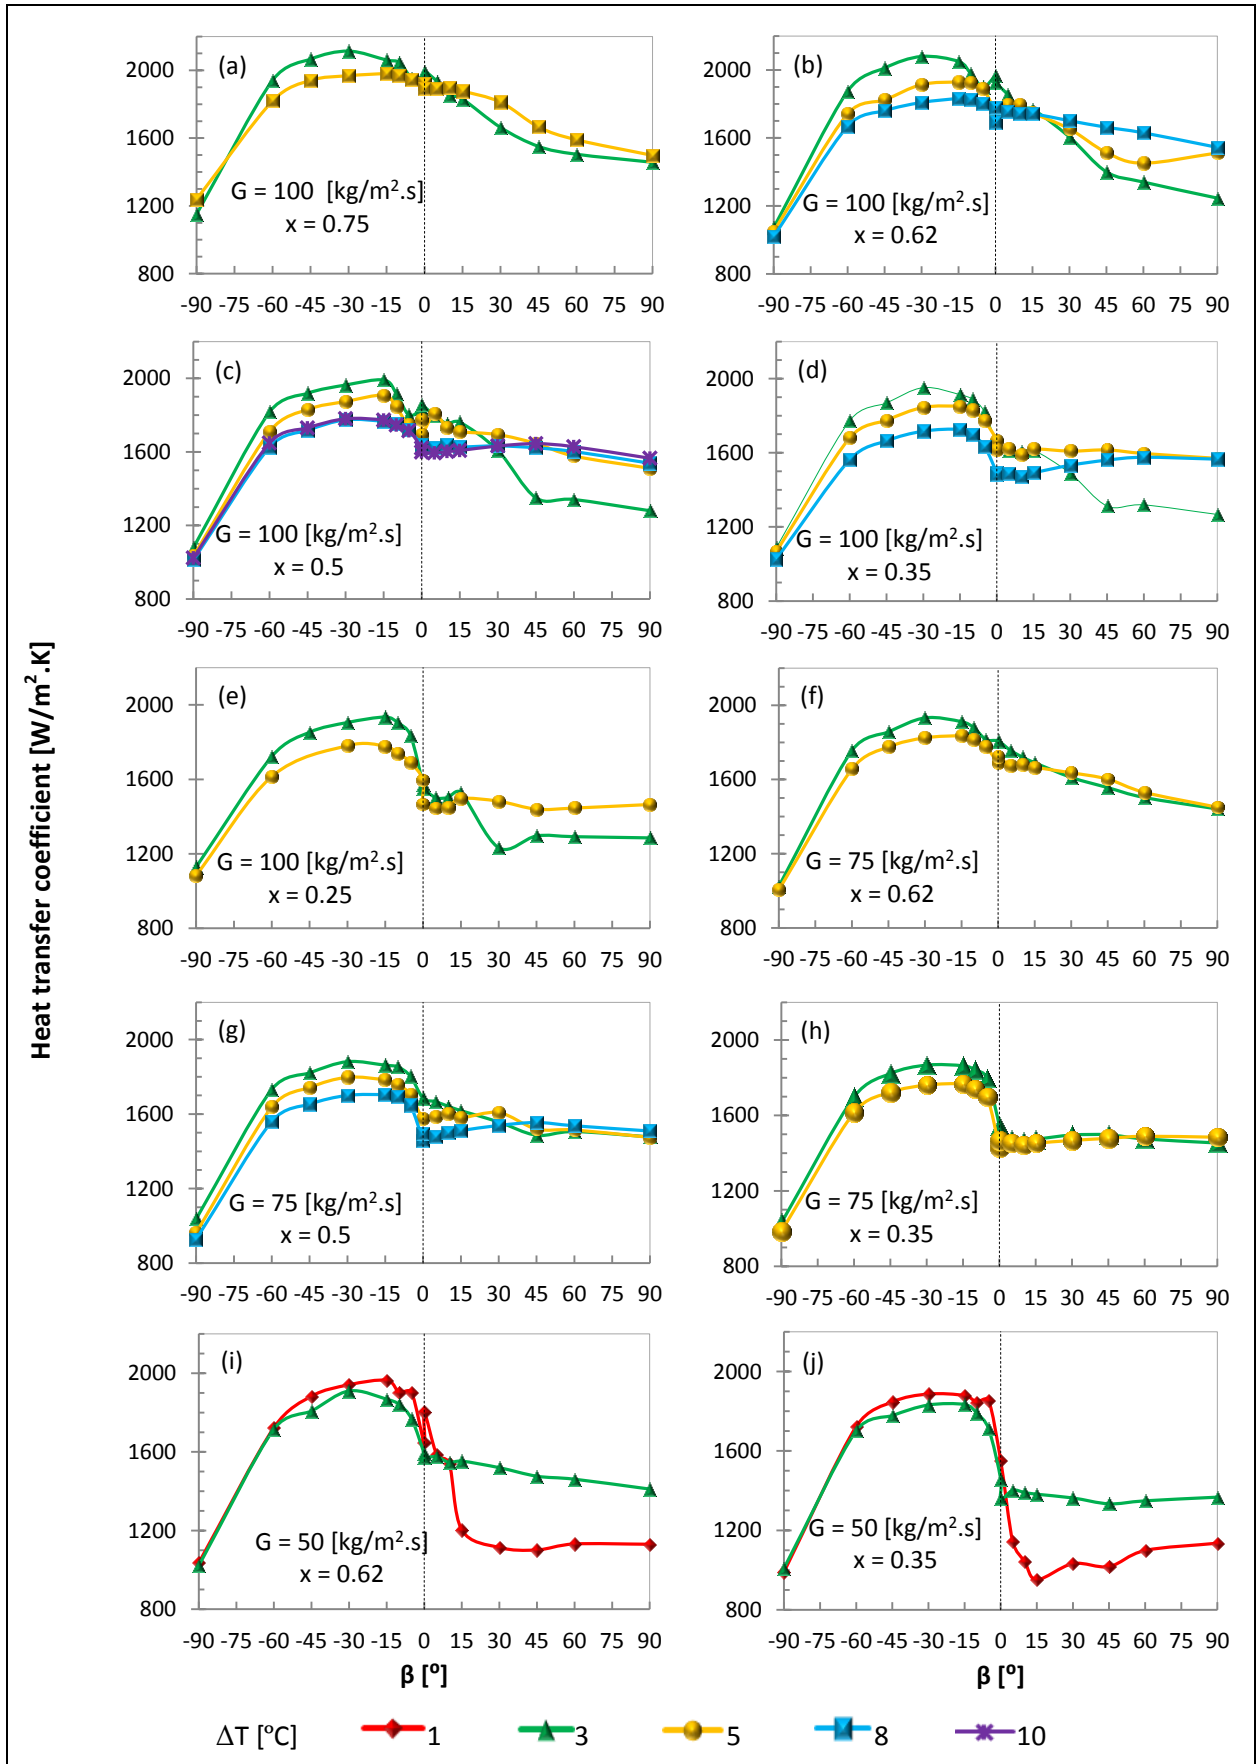 (a)
2000
1600
1200
800
G = 100 [kg/m².s]
x = 0.75
-90 -75 -60 -45 -30 -15 0 15 30 45 60 75 90
(b)
2000
1600
1200
800
G = 100 [kg/m².s]
x = 0.62
-90 -75 -60 -45 -30 -15 0 15 30 45 60 75 90
(c)
2000
1600
1200
800
G = 100 [kg/m².s]
x = 0.5
-90 -75 -60 -45 -30 -15 0 15 30 45 60 75 90
(d)
2000
1600
1200
800
G = 100 [kg/m².s]
x = 0.35
-90 -75 -60 -45 -30 -15 0 15 30 45 60 75 90
Heat transfer coefficient [W/m².K]
(e)
2000
1600
1200
800
G = 100 [kg/m².s]
x = 0.25
-90 -75 -60 -45 -30 -15 0 15 30 45 60 75 90
(f)
2000
1600
1200
800
G = 75 [kg/m².s]
x = 0.62
-90 -75 -60 -45 -30 -15 0 15 30 45 60 75 90
(g)
2000
1600
1200
800
G = 75 [kg/m².s]
x = 0.5
-90 -75 -60 -45 -30 -15 0 15 30 45 60 75 90
(h)
2000
1600
1200
800
G = 75 [kg/m².s]
x = 0.35
-90 -75 -60 -45 -30 -15 0 15 30 45 60 75 90
(i)
2000
1600
1200
800
G = 50 [kg/m².s]
x = 0.62
-90 -75 -60 -45 -30 -15 0 15 30 45 60 75 90
β [º]
(j)
2000
1600
1200
800
G = 50 [kg/m².s]
x = 0.35
-90 -75 -60 -45 -30 -15 0 15 30 45 60 75 90
β [º]
ΔT [ºC] 1 3 5 8 10